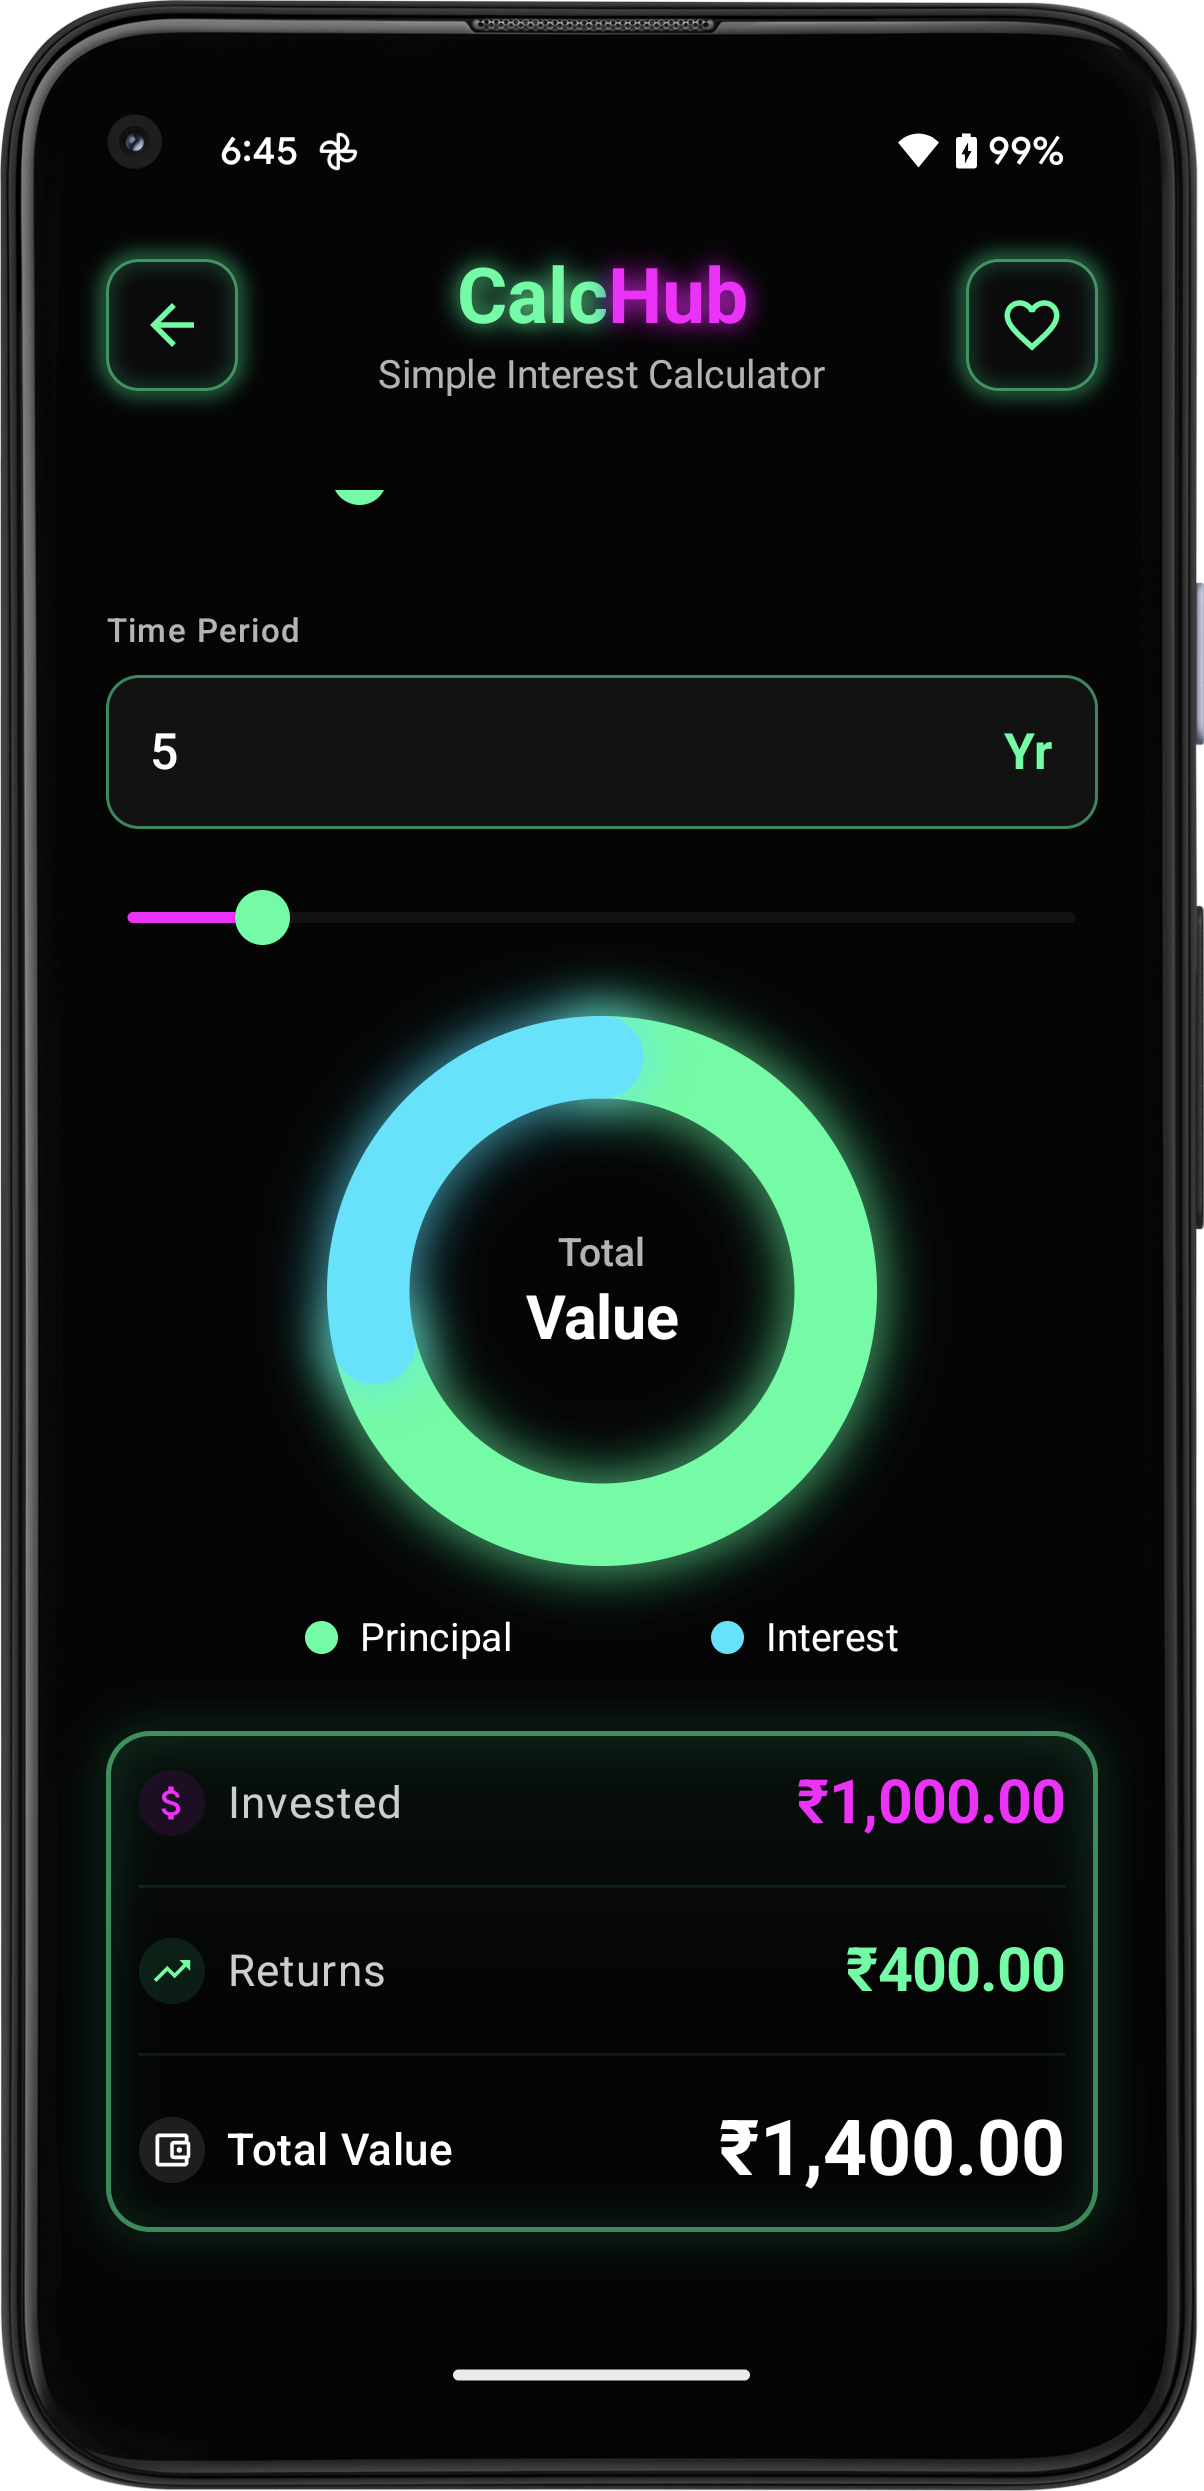 6:45 99%
CalcHub
Simple Interest Calculator
Time Period
5 Yr
Total
Value
Principal Interest
Invested ₹1,000.00
Returns ₹400.00
Total Value ₹1,400.00